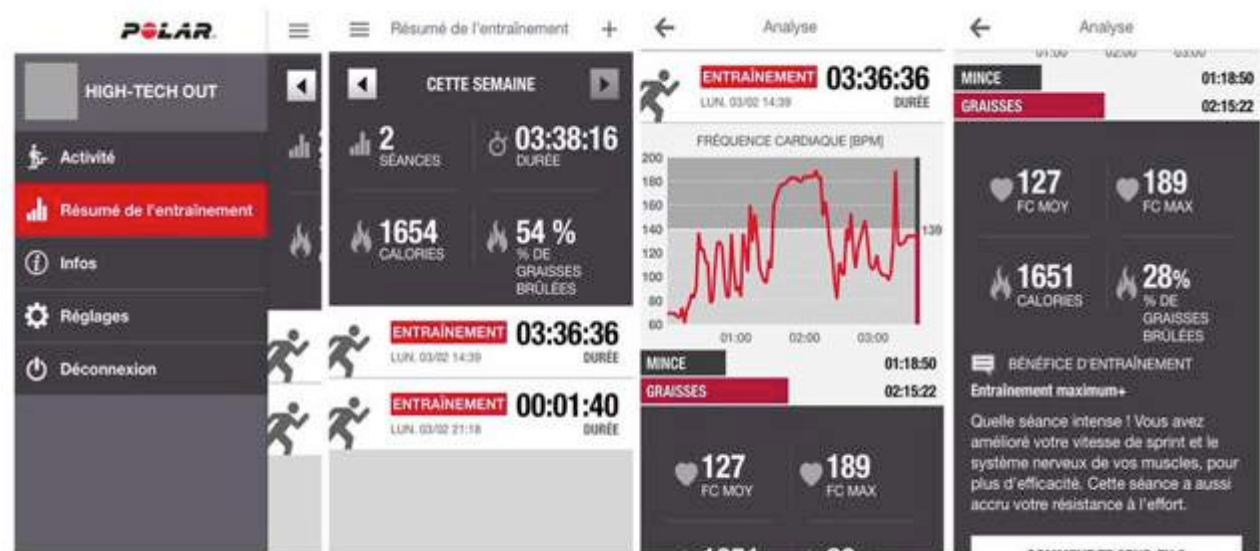 POLAR
HIGH-TECH OUT
Activité
Résumé de l'entraînement
Infos
Réglages
Déconnexion
Résumé de l'entraînement +
CETTE SEMAINE
2
SÉANCES
03:38:16
DURÉE
1654
CALORIES
54 %
% DE
GRAISSES
BRÛLÉES
ENTRAÎNEMENT 03:36:36
LUN. 03/02 14:39 DURÉE
ENTRAÎNEMENT 00:01:40
LUN. 03/02 21:18 DURÉE
Analyse
ENTRAÎNEMENT 03:36:36
LUN. 03/02 14:39 DURÉE
FRÉQUENCE CARDIAQUE [BPM]
200
180
160
140
120
100
80
60
139
01:00 02:00 03:00
MINCE 01:18:50
GRAISSES 02:15:22
127
FC MOY
189
FC MAX
Analyse
01:00 02:00 03:00
MINCE 01:18:50
GRAISSES 02:15:22
127
FC MOY
189
FC MAX
1651
CALORIES
28%
% DE
GRAISSES
BRÛLÉES
BÉNÉFICE D'ENTRAÎNEMENT
Entraînement maximum+
Quelle séance intense ! Vous avez
amélioré votre vitesse de sprint et le
système nerveux de vos muscles, pour
plus d'efficacité. Cette séance a aussi
accru votre résistance à l'effort.